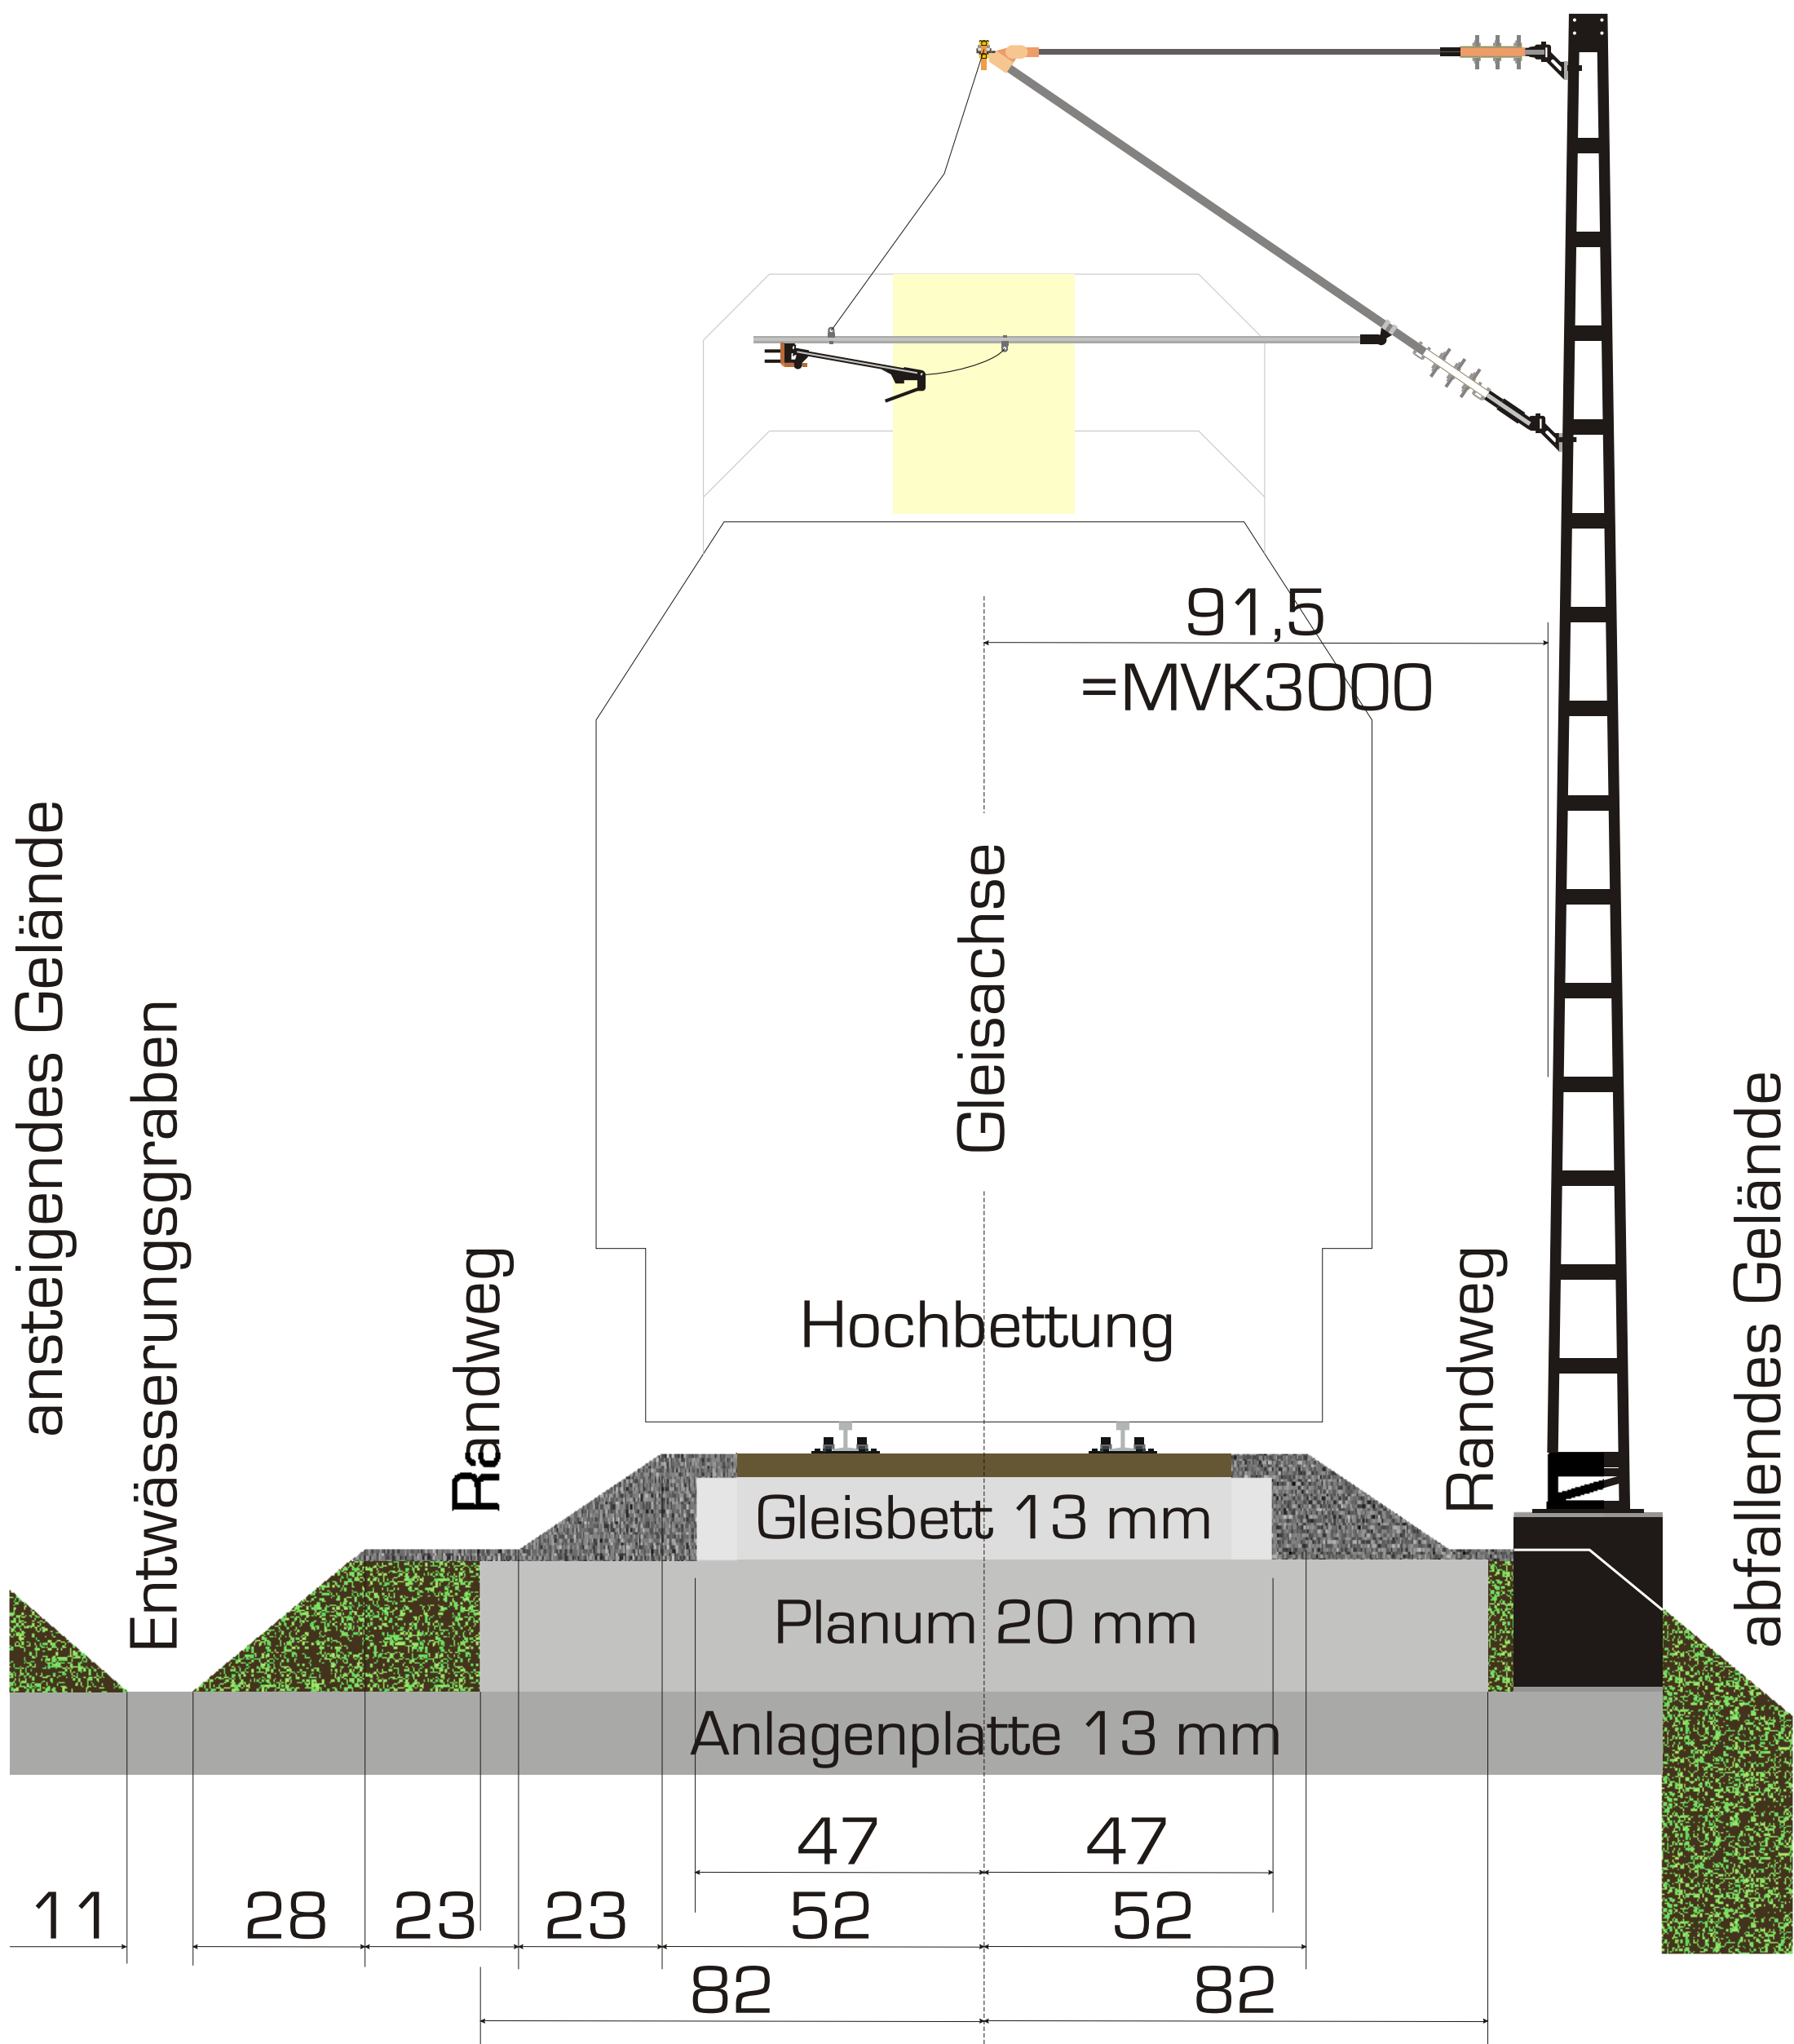 91,5
=MVK3000
ansteigendes Gelände
Entwässerungsgraben
Randweg
Gleisachse
Randweg
abfallendes Gelände
Hochbettung
Gleisbett 13 mm
Planum 20 mm
Anlagenplatte 13 mm
47 47
11 28 23 23 52 52
82 82